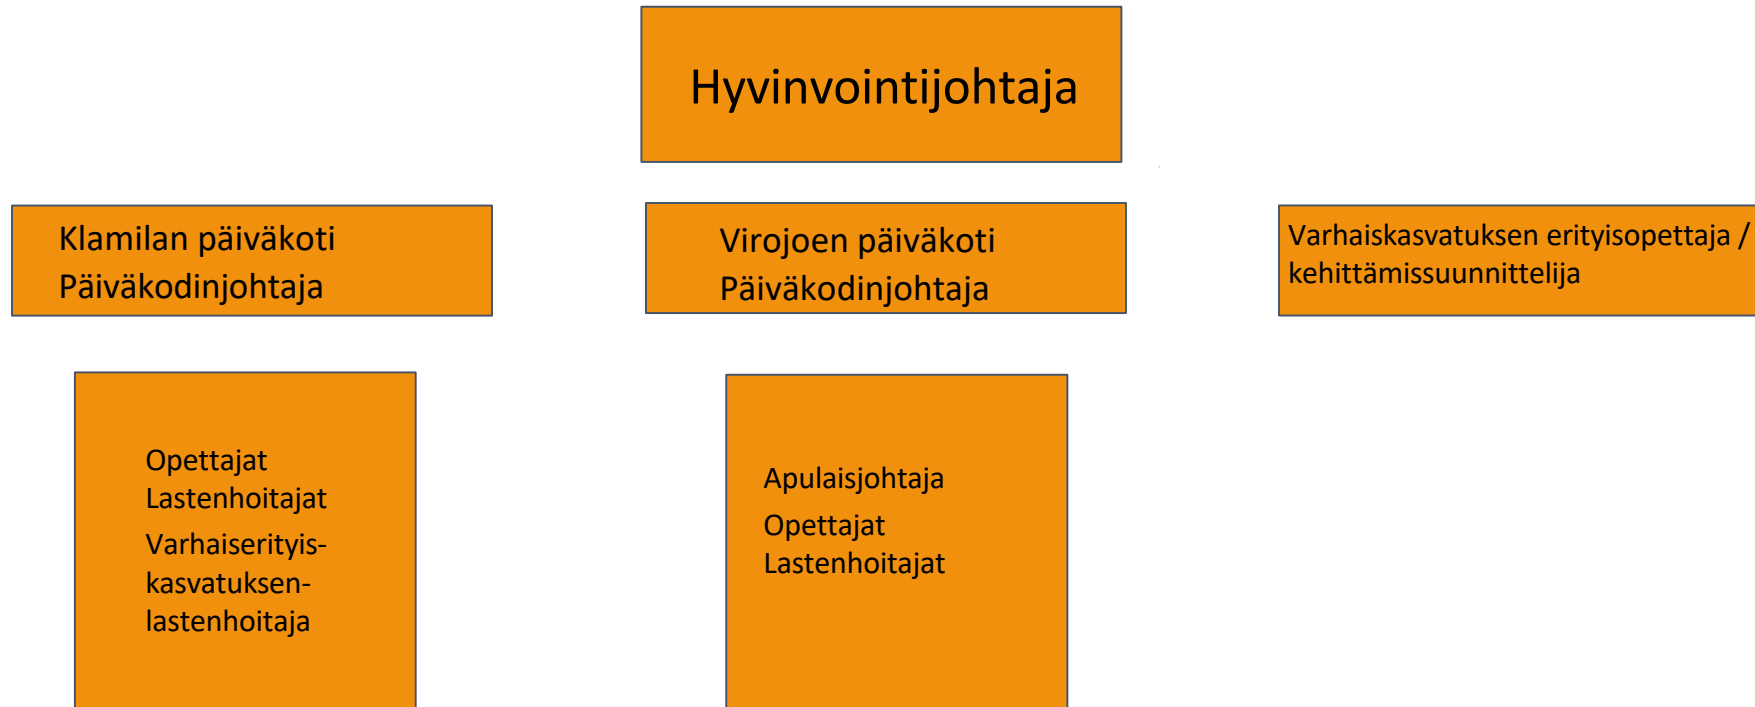 Hyvinvointijohtaja
Klamilan päiväkoti
Päiväkodinjohtaja
Virojoen päiväkoti
Päiväkodinjohtaja
Varhaiskasvatuksen erityisopettaja /
kehittämissuunnittelija
Opettajat
Lastenhoitajat
Varhaiserityis-
kasvatuksen-
lastenhoitaja
Apulaisjohtaja
Opettajat
Lastenhoitajat